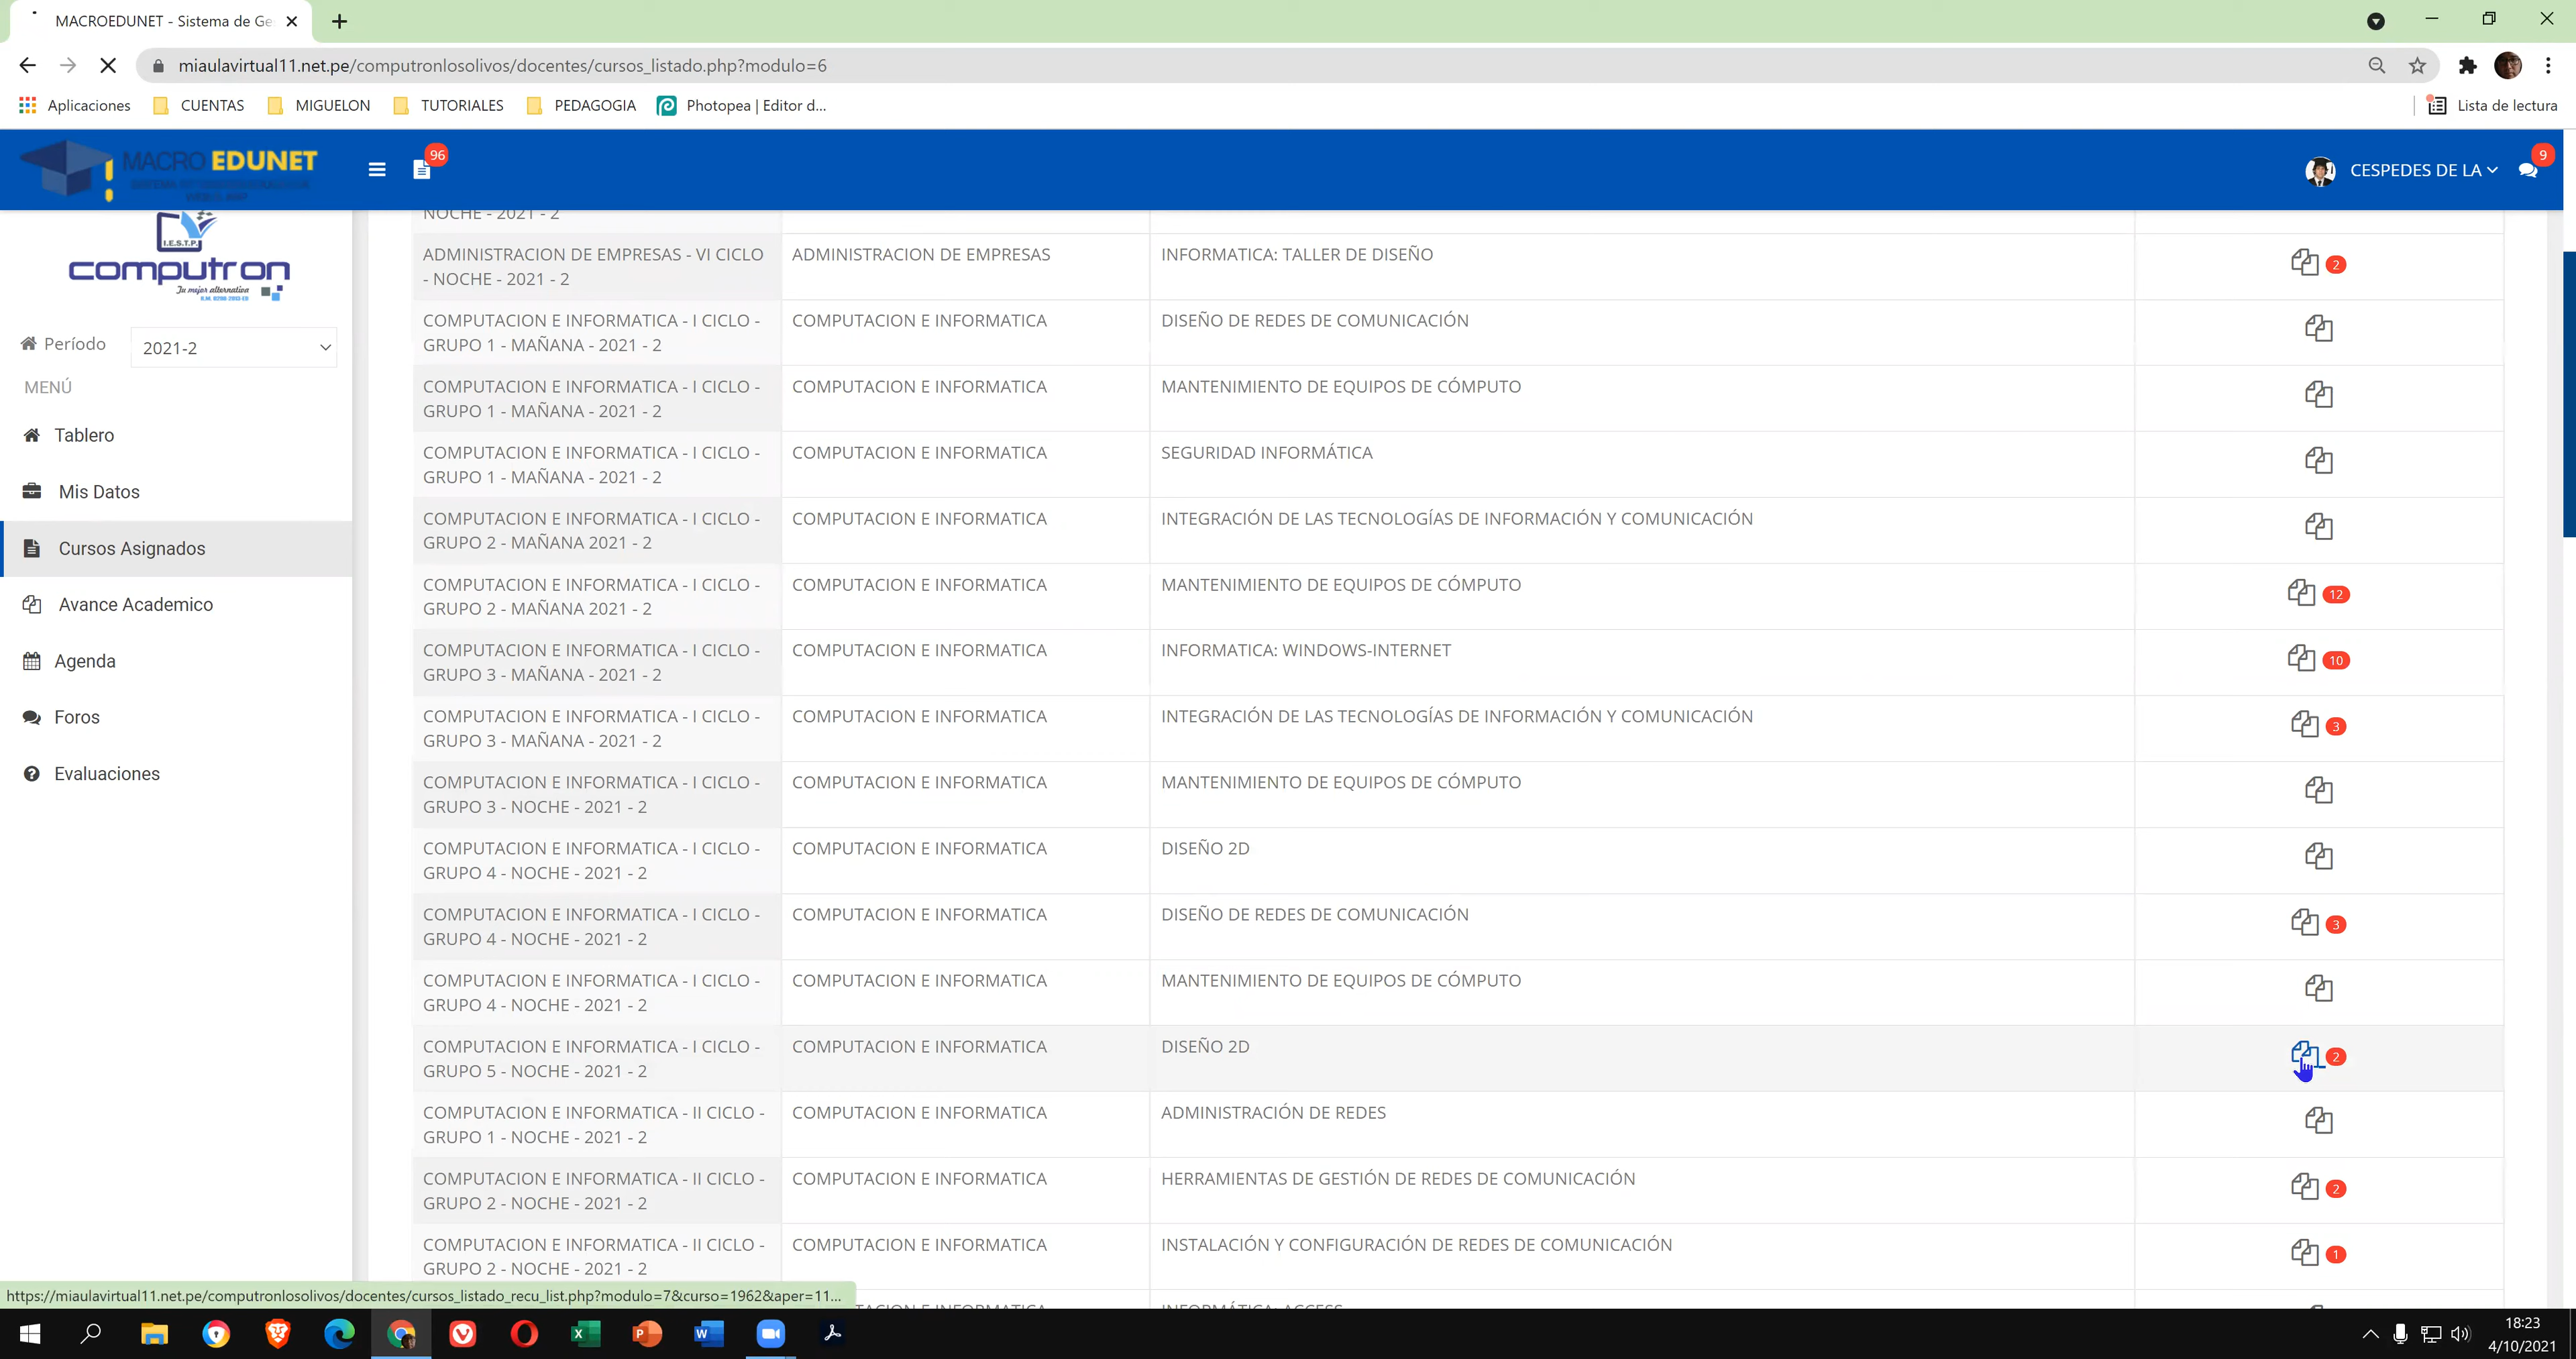 MACROEDUNET - Sistema de Ge
miaulavirtual11.net.pe/computronlosolivos/docentes/cursos_listado.php?modulo=6
Aplicaciones CUENTAS MIGUELON TUTORIALES PEDAGOGIA Photopea | Editor d... Lista de lectura
MACRO EDUNET 96 CESPEDES DE LA 9
I.E.S.T.P.
computron
Tu mejor alternativa
Período 2021-2
MENÚ
Tablero
Mis Datos
Cursos Asignados
Avance Academico
Agenda
Foros
Evaluaciones
NOCHE - 2021 - 2
ADMINISTRACION DE EMPRESAS - VI CICLO ADMINISTRACION DE EMPRESAS INFORMATICA: TALLER DE DISEÑO 2
- NOCHE - 2021 - 2
COMPUTACION E INFORMATICA - I CICLO - COMPUTACION E INFORMATICA DISEÑO DE REDES DE COMUNICACIÓN
GRUPO 1 - MAÑANA - 2021 - 2
COMPUTACION E INFORMATICA - I CICLO - COMPUTACION E INFORMATICA MANTENIMIENTO DE EQUIPOS DE CÓMPUTO
GRUPO 1 - MAÑANA - 2021 - 2
COMPUTACION E INFORMATICA - I CICLO - COMPUTACION E INFORMATICA SEGURIDAD INFORMÁTICA
GRUPO 1 - MAÑANA - 2021 - 2
COMPUTACION E INFORMATICA - I CICLO - COMPUTACION E INFORMATICA INTEGRACIÓN DE LAS TECNOLOGÍAS DE INFORMACIÓN Y COMUNICACIÓN
GRUPO 2 - MAÑANA 2021 - 2
COMPUTACION E INFORMATICA - I CICLO - COMPUTACION E INFORMATICA MANTENIMIENTO DE EQUIPOS DE CÓMPUTO 12
GRUPO 2 - MAÑANA 2021 - 2
COMPUTACION E INFORMATICA - I CICLO - COMPUTACION E INFORMATICA INFORMATICA: WINDOWS-INTERNET 10
GRUPO 3 - MAÑANA - 2021 - 2
COMPUTACION E INFORMATICA - I CICLO - COMPUTACION E INFORMATICA INTEGRACIÓN DE LAS TECNOLOGÍAS DE INFORMACIÓN Y COMUNICACIÓN 3
GRUPO 3 - MAÑANA - 2021 - 2
COMPUTACION E INFORMATICA - I CICLO - COMPUTACION E INFORMATICA MANTENIMIENTO DE EQUIPOS DE CÓMPUTO
GRUPO 3 - NOCHE - 2021 - 2
COMPUTACION E INFORMATICA - I CICLO - COMPUTACION E INFORMATICA DISEÑO 2D
GRUPO 4 - NOCHE - 2021 - 2
COMPUTACION E INFORMATICA - I CICLO - COMPUTACION E INFORMATICA DISEÑO DE REDES DE COMUNICACIÓN 3
GRUPO 4 - NOCHE - 2021 - 2
COMPUTACION E INFORMATICA - I CICLO - COMPUTACION E INFORMATICA MANTENIMIENTO DE EQUIPOS DE CÓMPUTO
GRUPO 4 - NOCHE - 2021 - 2
COMPUTACION E INFORMATICA - I CICLO - COMPUTACION E INFORMATICA DISEÑO 2D 2
GRUPO 5 - NOCHE - 2021 - 2
COMPUTACION E INFORMATICA - II CICLO - COMPUTACION E INFORMATICA ADMINISTRACIÓN DE REDES
GRUPO 1 - NOCHE - 2021 - 2
COMPUTACION E INFORMATICA - II CICLO - COMPUTACION E INFORMATICA HERRAMIENTAS DE GESTIÓN DE REDES DE COMUNICACIÓN 2
GRUPO 2 - NOCHE - 2021 - 2
COMPUTACION E INFORMATICA - II CICLO - COMPUTACION E INFORMATICA INSTALACIÓN Y CONFIGURACIÓN DE REDES DE COMUNICACIÓN 1
GRUPO 2 - NOCHE - 2021 - 2
https://miaulavirtual11.net.pe/computronlosolivos/docentes/cursos_listado_recu_list.php?modulo=7&curso=1962&aper=11...
INFORMÁTICA: ACCESS
18:23
4/10/2021